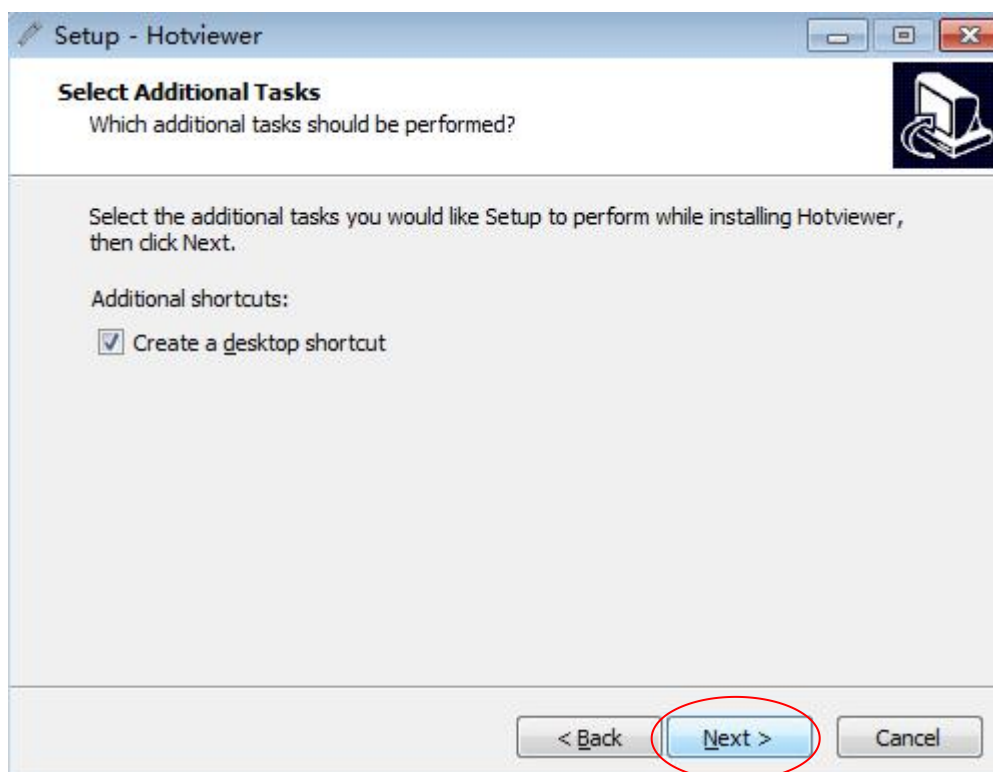 Setup - Hotviewer
Select Additional Tasks
Which additional tasks should be performed?
Select the additional tasks you would like Setup to perform while installing Hotviewer,
then click Next.
Additional shortcuts:
Create a desktop shortcut
< Back Next > Cancel